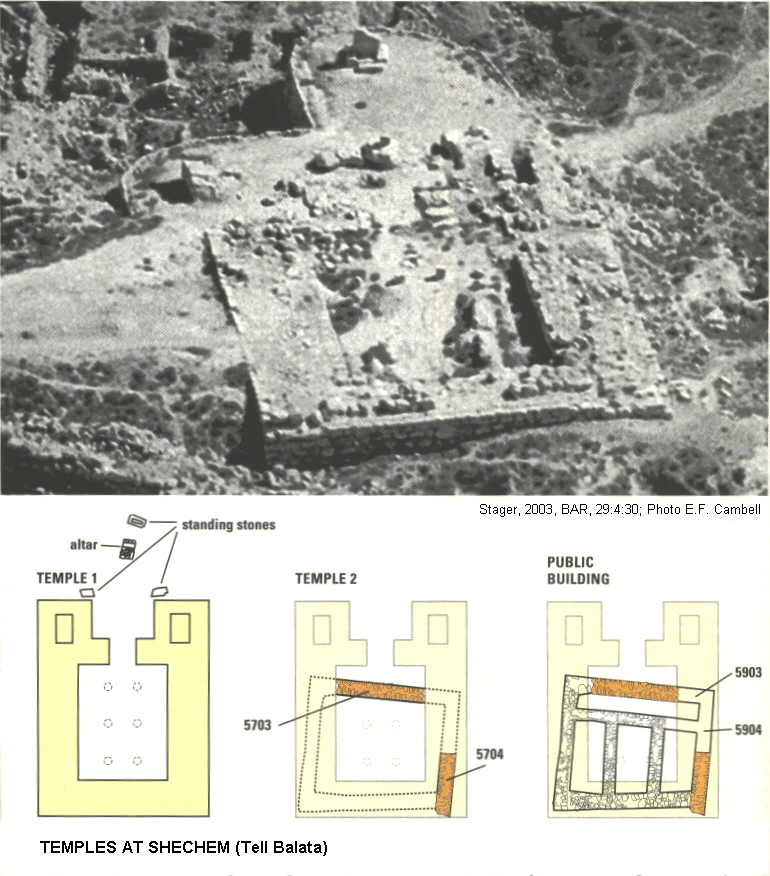 Stager, 2003, BAR, 29:4:30; Photo E.F. Cambell
standing stones
altar
TEMPLE 1
TEMPLE 2
PUBLIC
BUILDING
5903
5703
5904
5704
TEMPLES AT SHECHEM (Tell Balata)